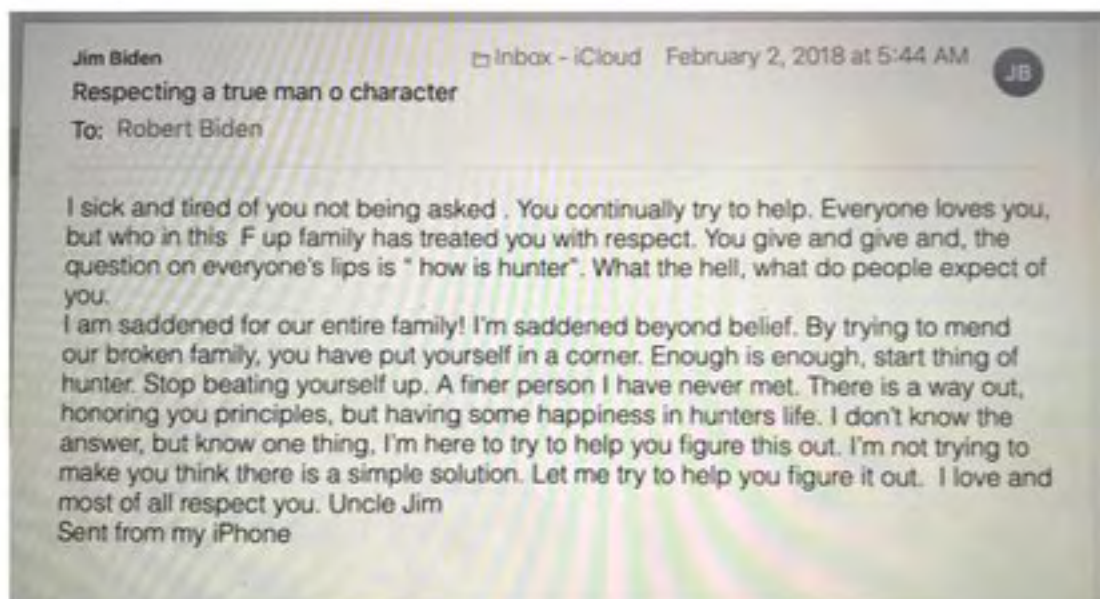 Jim Biden
Inbox - iCloud February 2, 2018 at 5:44 AM
JB
Respecting a true man o character
To: Robert Biden
I sick and tired of you not being asked . You continually try to help. Everyone loves you,
but who in this F up family has treated you with respect. You give and give and, the
question on everyone's lips is " how is hunter". What the hell, what do people expect of
you.
I am saddened for our entire family! I'm saddened beyond belief. By trying to mend
our broken family, you have put yourself in a corner. Enough is enough, start thing of
hunter. Stop beating yourself up. A finer person I have never met. There is a way out,
honoring you principles, but having some happiness in hunters life. I don't know the
answer, but know one thing, I'm here to try to help you figure this out. I'm not trying to
make you think there is a simple solution. Let me try to help you figure it out. I love and
most of all respect you. Uncle Jim
Sent from my iPhone